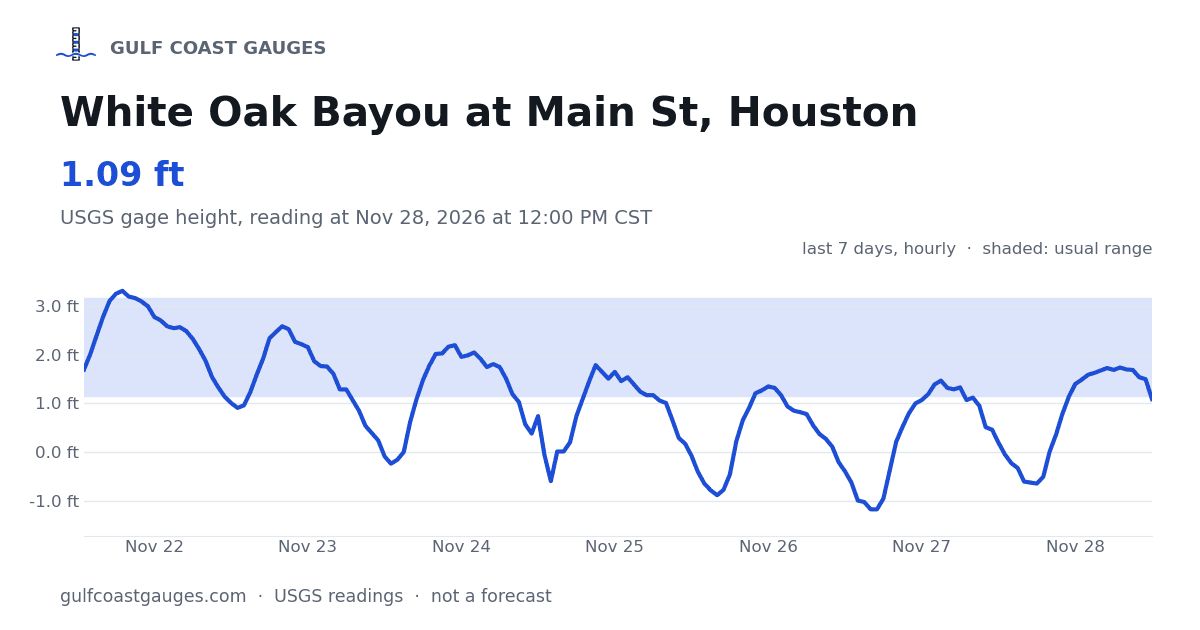 GULF COAST GAUGES
White Oak Bayou at Main St, Houston
1.09 ft
USGS gage height, reading at Nov 28, 2026 at 12:00 PM CST
last 7 days, hourly · shaded: usual range
3.0 ft
2.0 ft
1.0 ft
0.0 ft
-1.0 ft
Nov 22 Nov 23 Nov 24 Nov 25 Nov 26 Nov 27 Nov 28
gulfcoastgauges.com · USGS readings · not a forecast